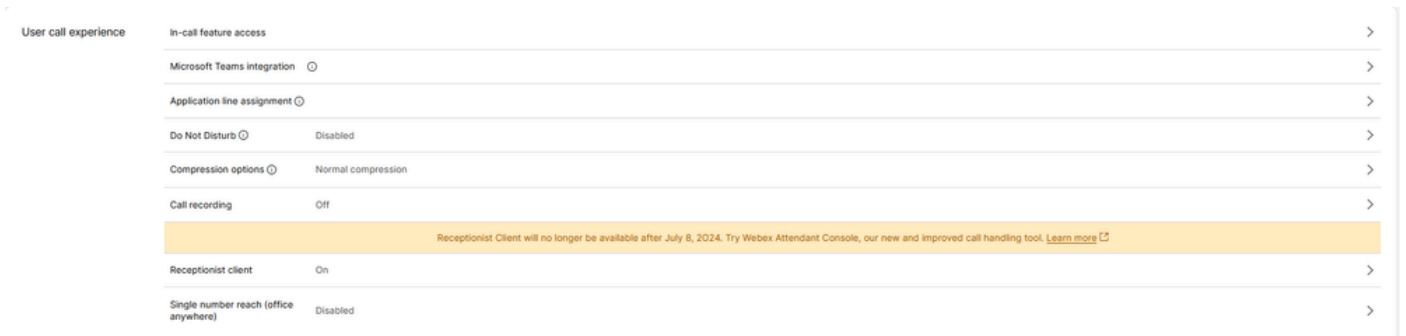 User call experience
In-call feature access
Microsoft Teams integration
Application line assignment
Do Not Disturb
Disabled
Compression options
Normal compression
Call recording
Off
Receptionist Client will no longer be available after July 8, 2024. Try Webex Attendant Console, our new and improved call handling tool. Learn more
Receptionist client
On
Single number reach (office
anywhere)
Disabled